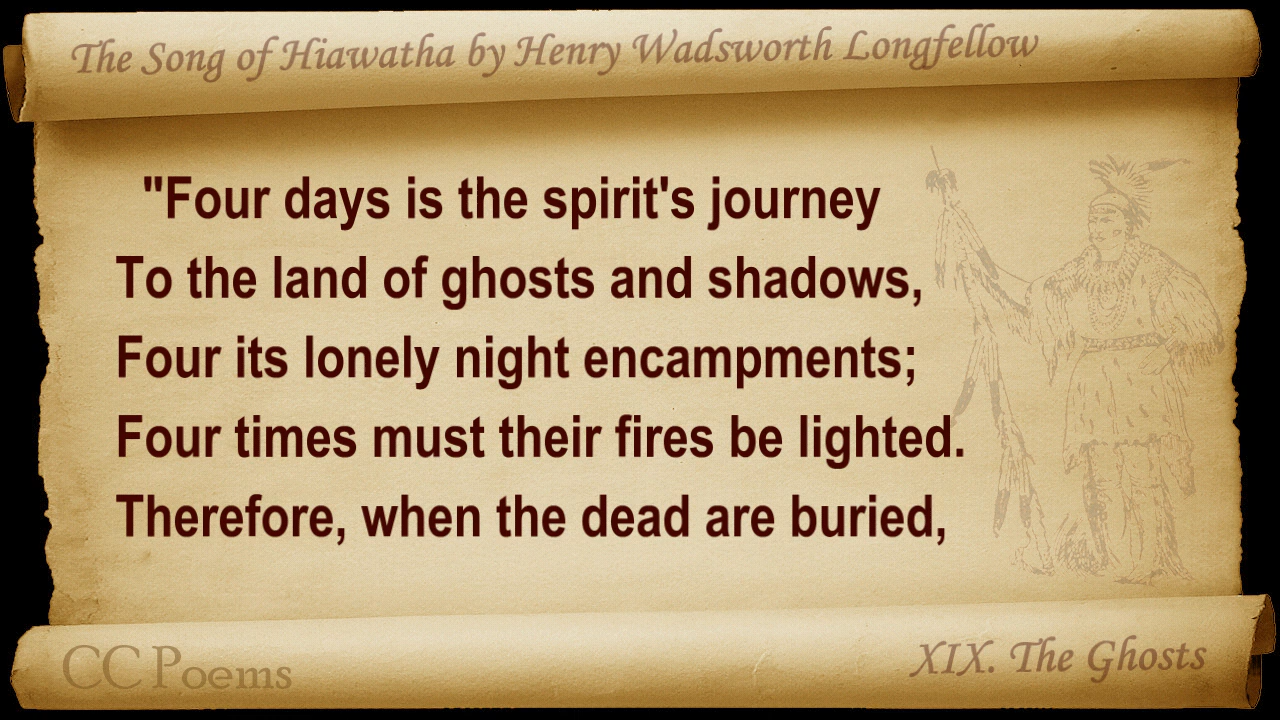 The Song of Hiawatha by Henry Wadsworth Longfellow
"Four days is the spirit's journey
To the land of ghosts and shadows,
Four its lonely night encampments;
Four times must their fires be lighted.
Therefore, when the dead are buried,
CC Poems
XIX. The Ghosts